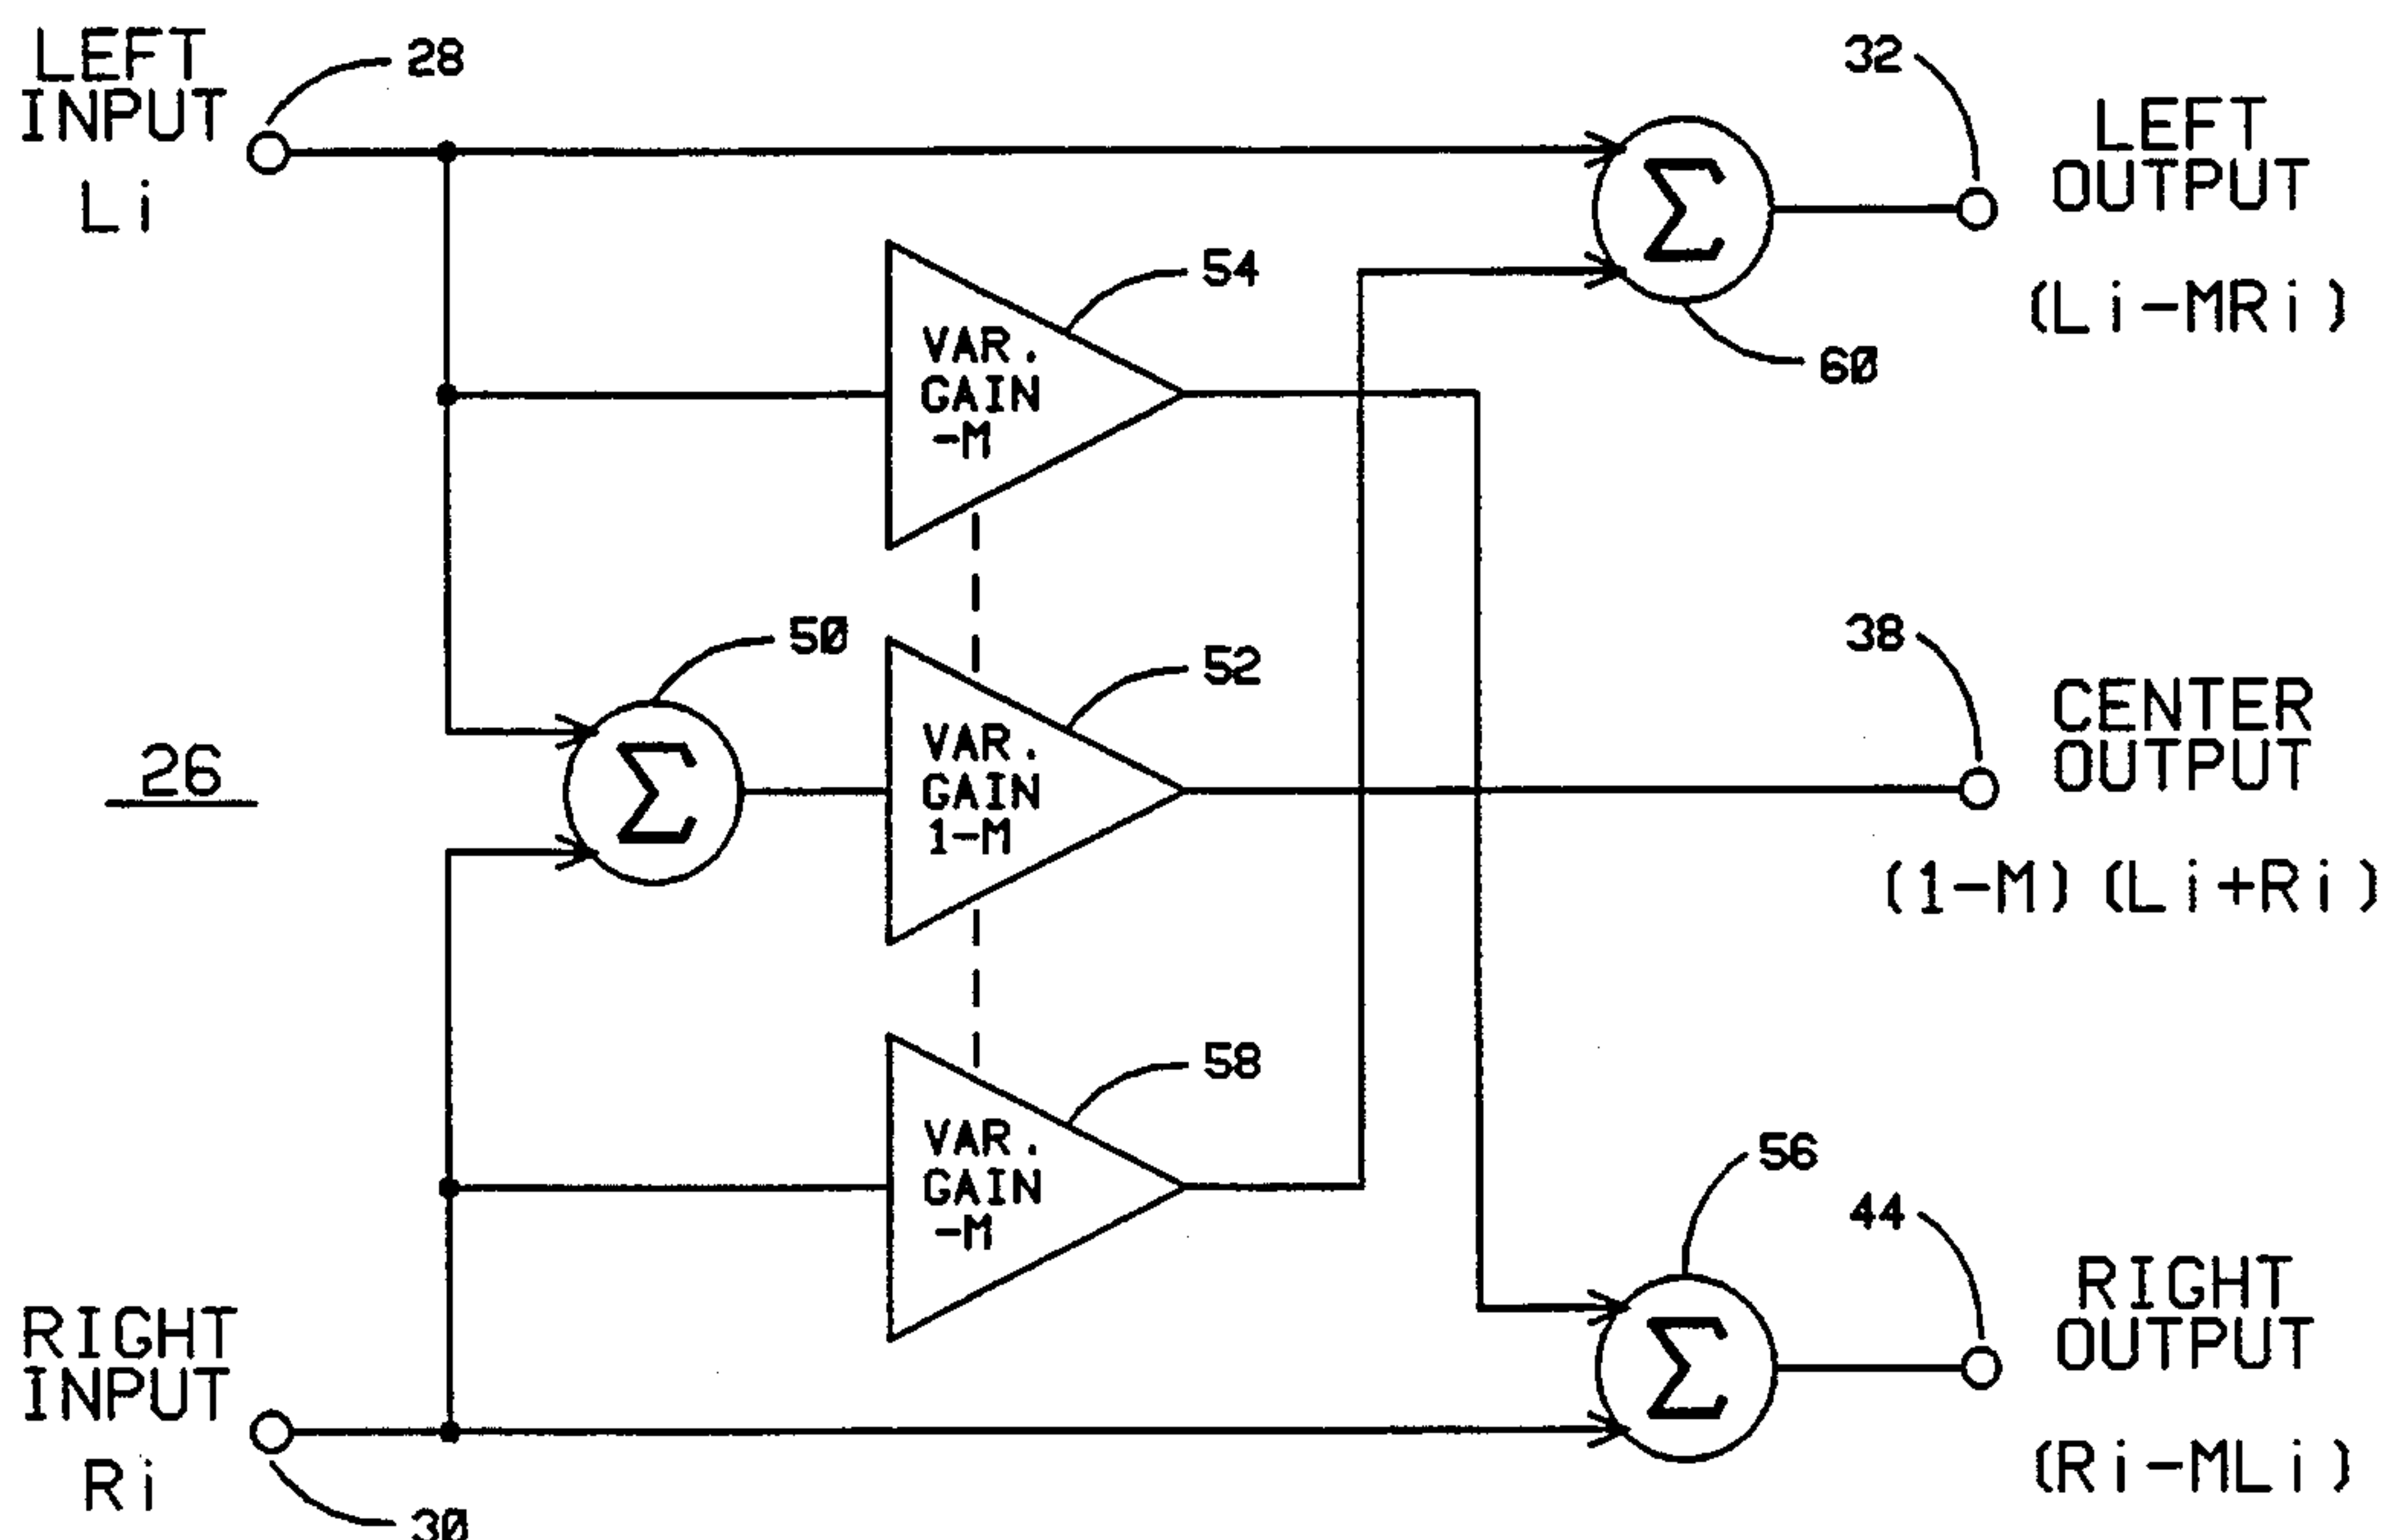 LEFT
INPUT
Li
28
32
LEFT
OUTPUT
(Li-MRi)
54
VAR.
GAIN
-M
60
Σ
50
Σ
52
VAR.
GAIN
1-M
38
CENTER
OUTPUT
(1-M)(Li+Ri)
26
58
VAR.
GAIN
-M
56
Σ
44
RIGHT
OUTPUT
(Ri-MLi)
RIGHT
INPUT
Ri
30